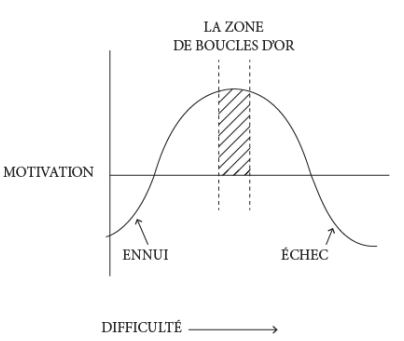 LA ZONE
DE BOUCLES D'OR
MOTIVATION
ENNUI
ÉCHEC
DIFFICULTÉ